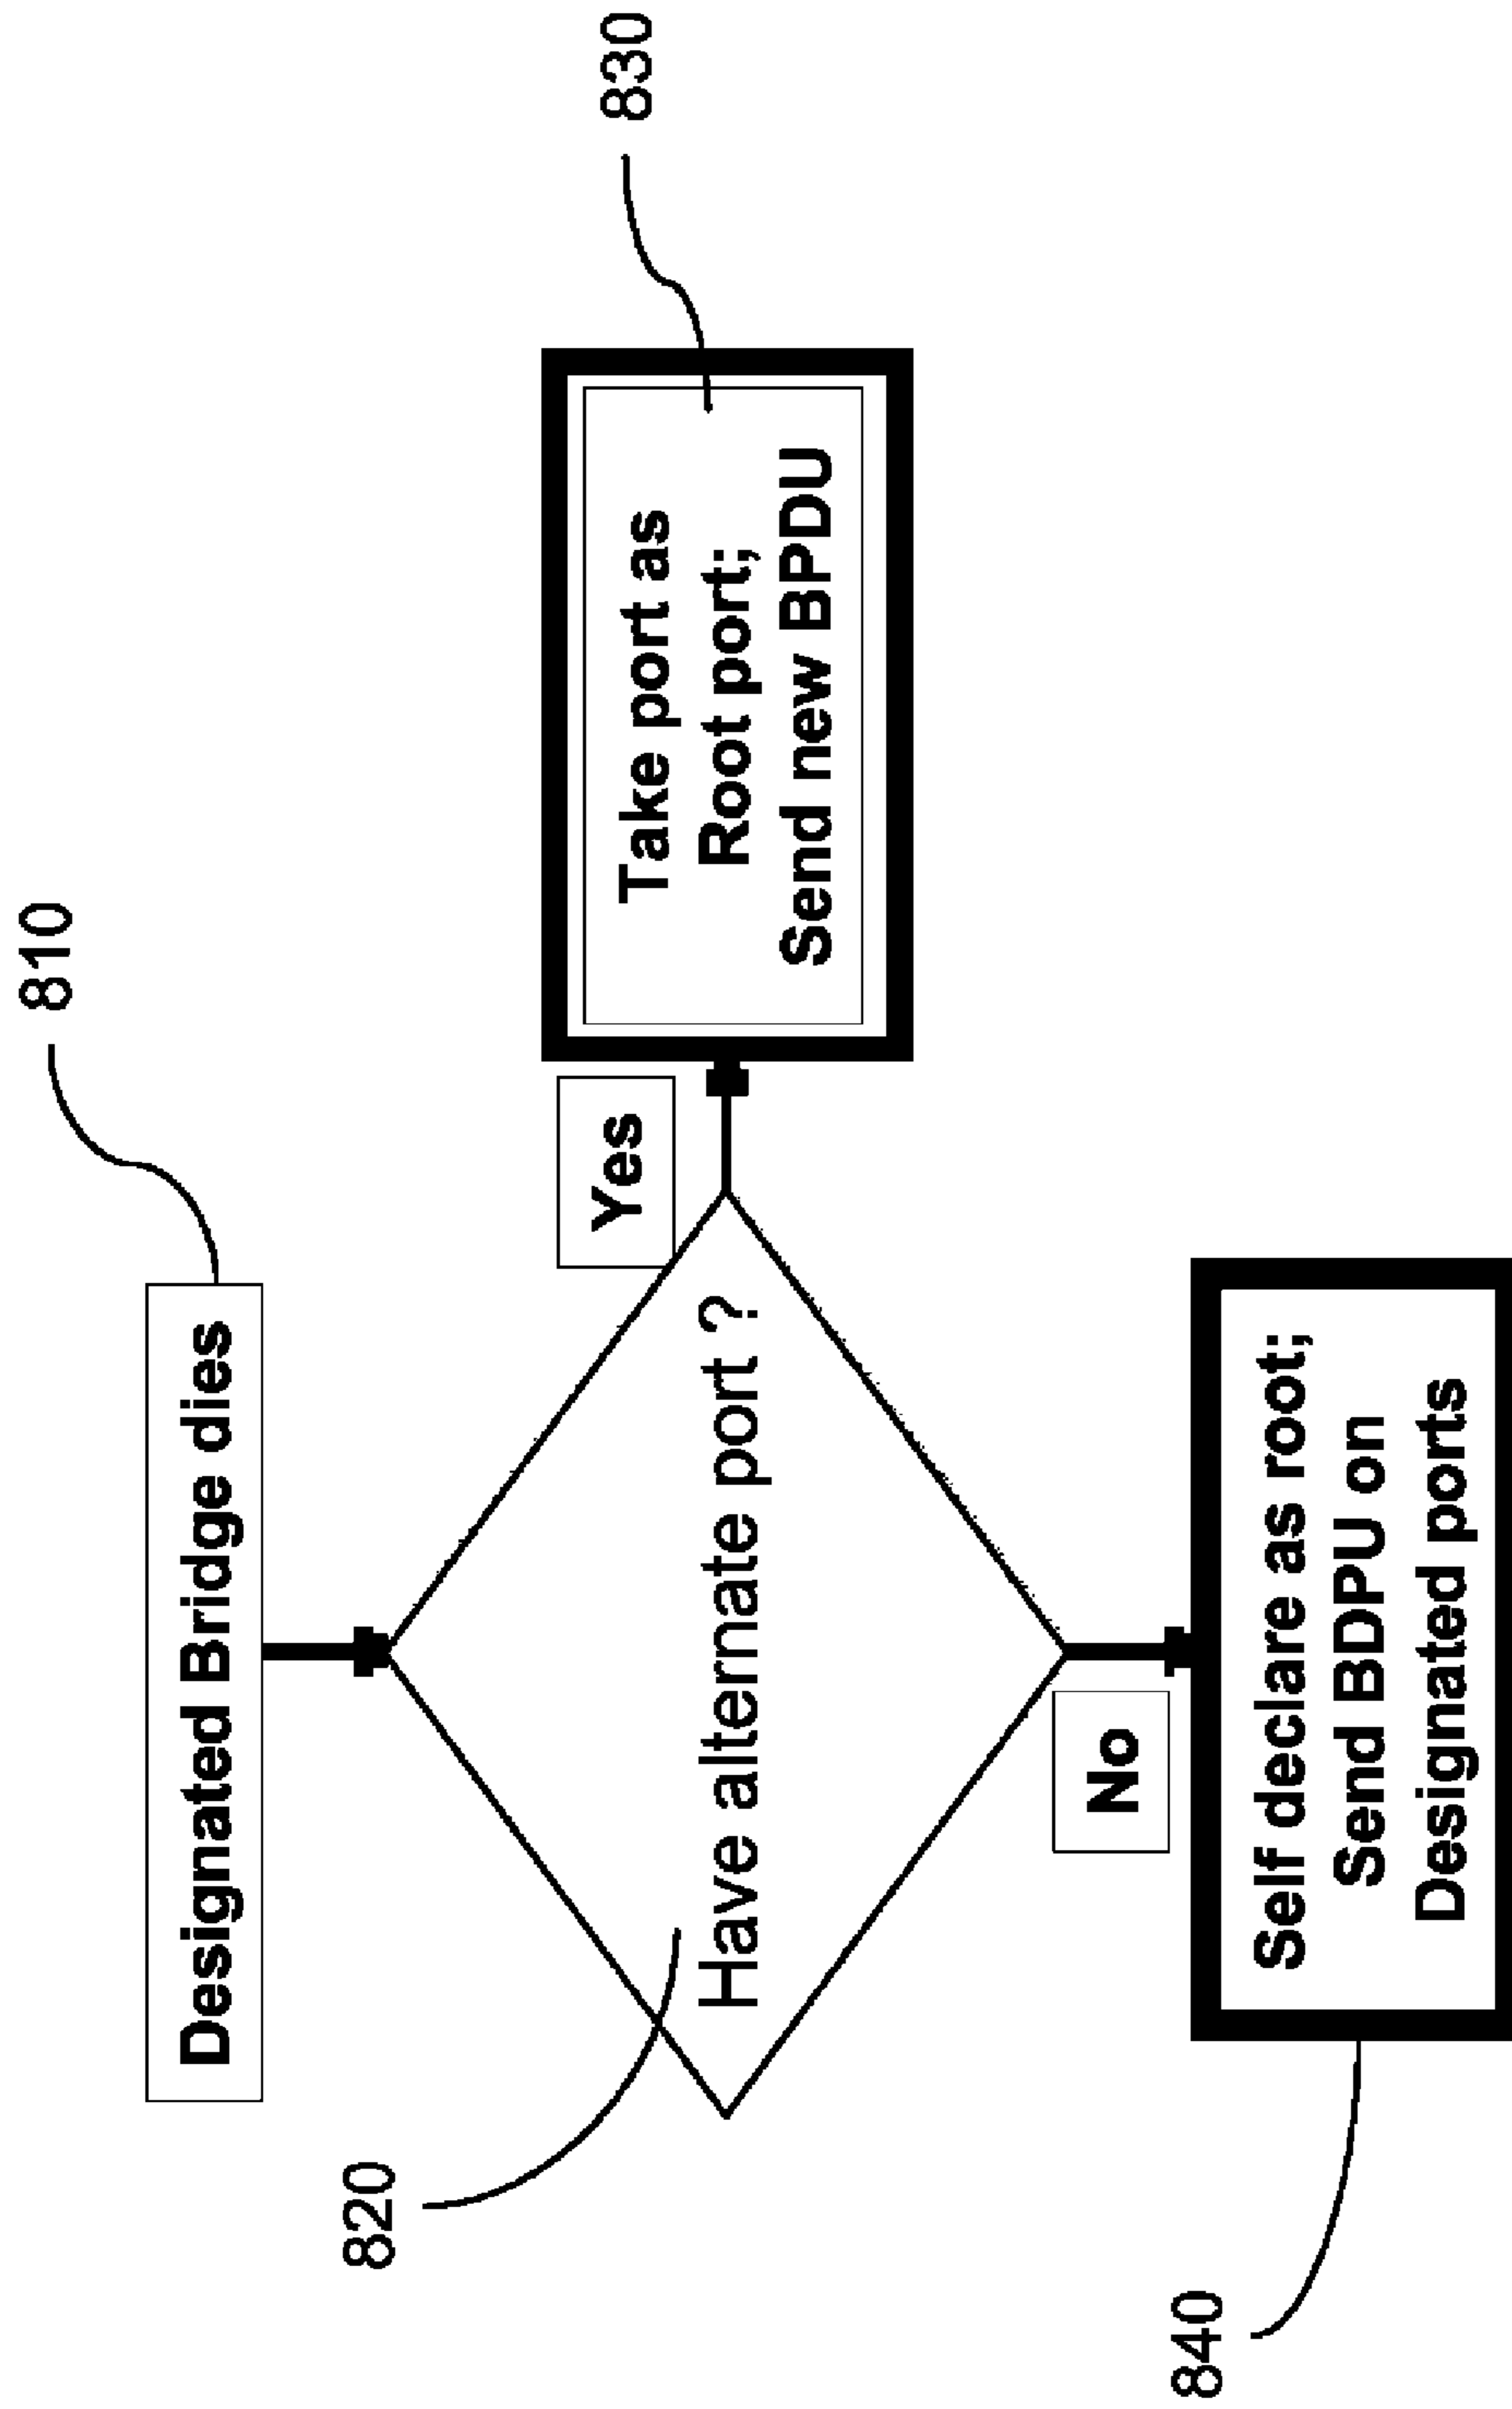 810
Designated Bridge dies
820
Have alternate port ?
Yes
830
Take port as
Root port;
Send new BPDU
No
840
Self declare as root;
Send BDPU on
Designated ports